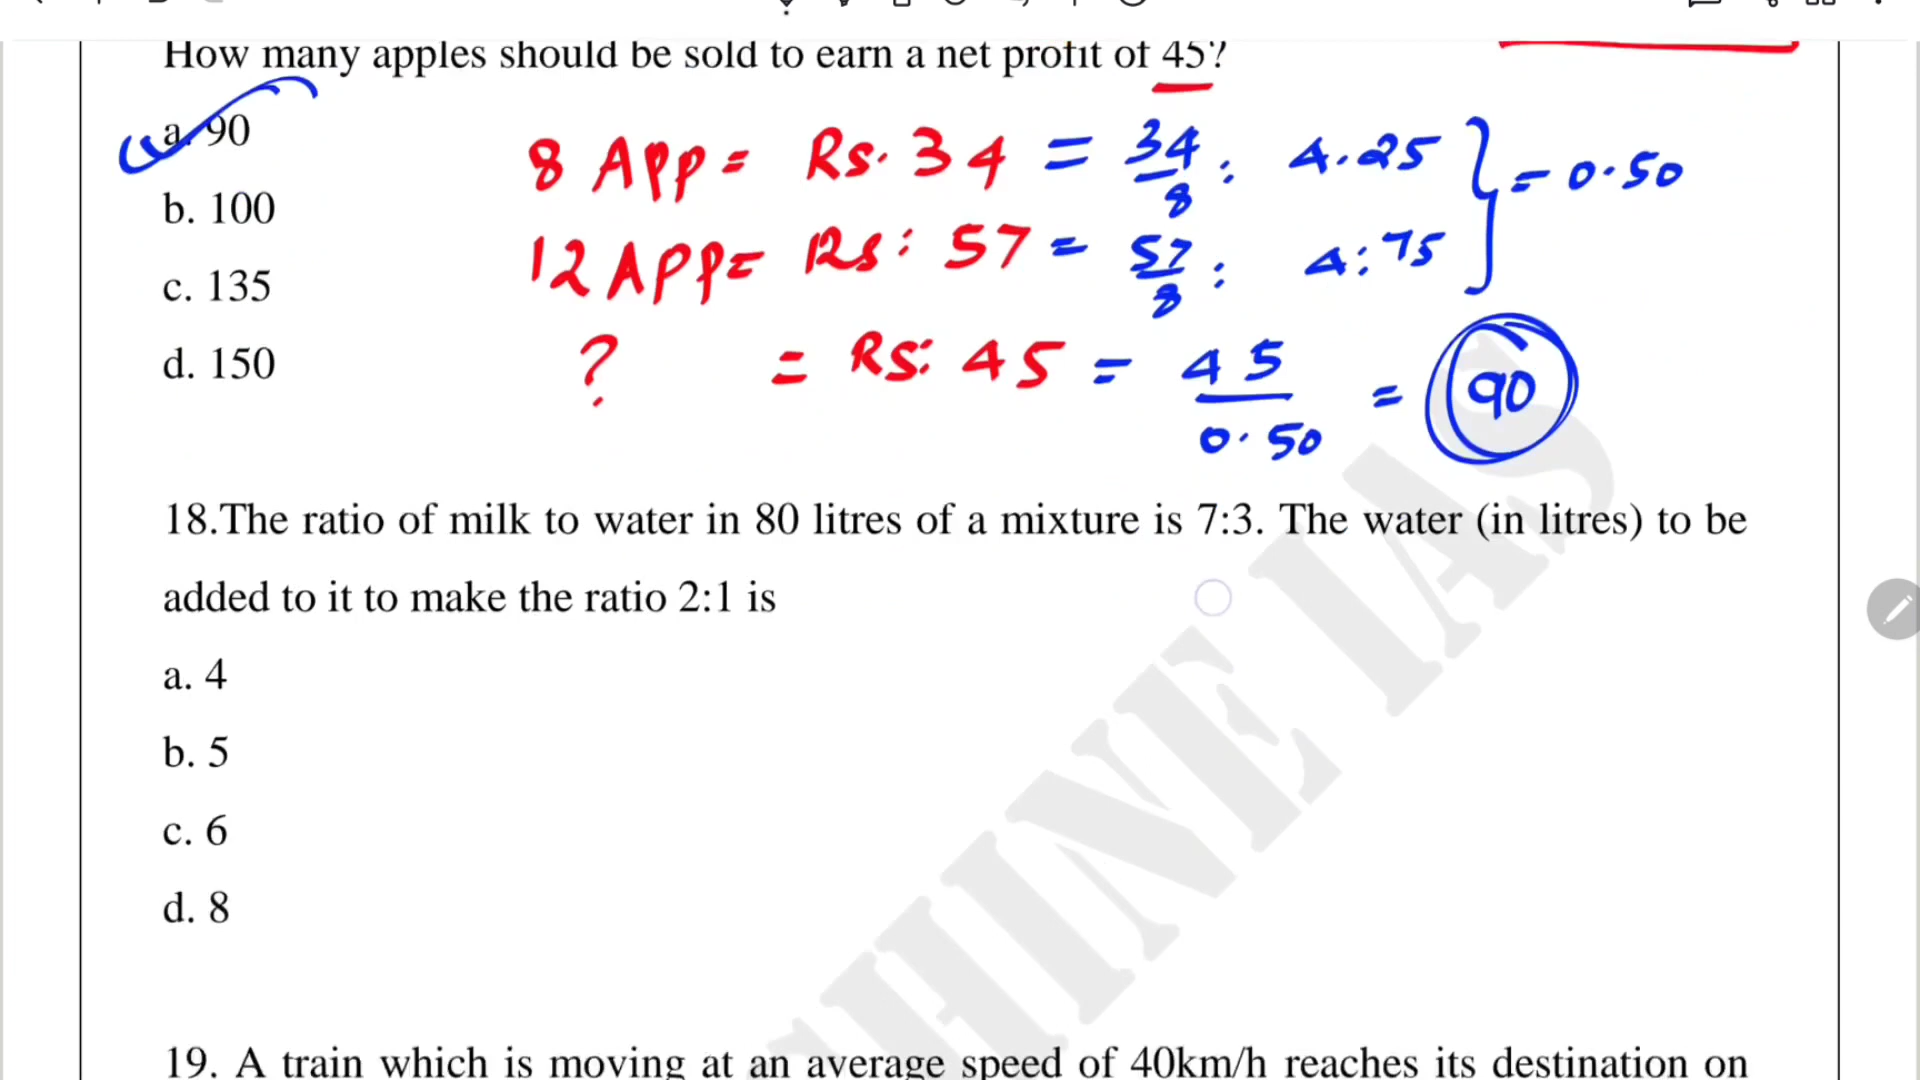 How many apples should be sold to earn a net profit of 45?
a. 90
8 APP = Rs. 34 = 34/8 : 4.25 } = 0.50
b. 100
12 APP = Rs: 57 = 57/8 : 4:75
c. 135
d. 150
? = Rs: 45 = 45/0.50 = 90
18.The ratio of milk to water in 80 litres of a mixture is 7:3. The water (in litres) to be
added to it to make the ratio 2:1 is
a. 4
b. 5
c. 6
d. 8
SHINE IAS
19. A train which is moving at an average speed of 40km/h reaches its destination on